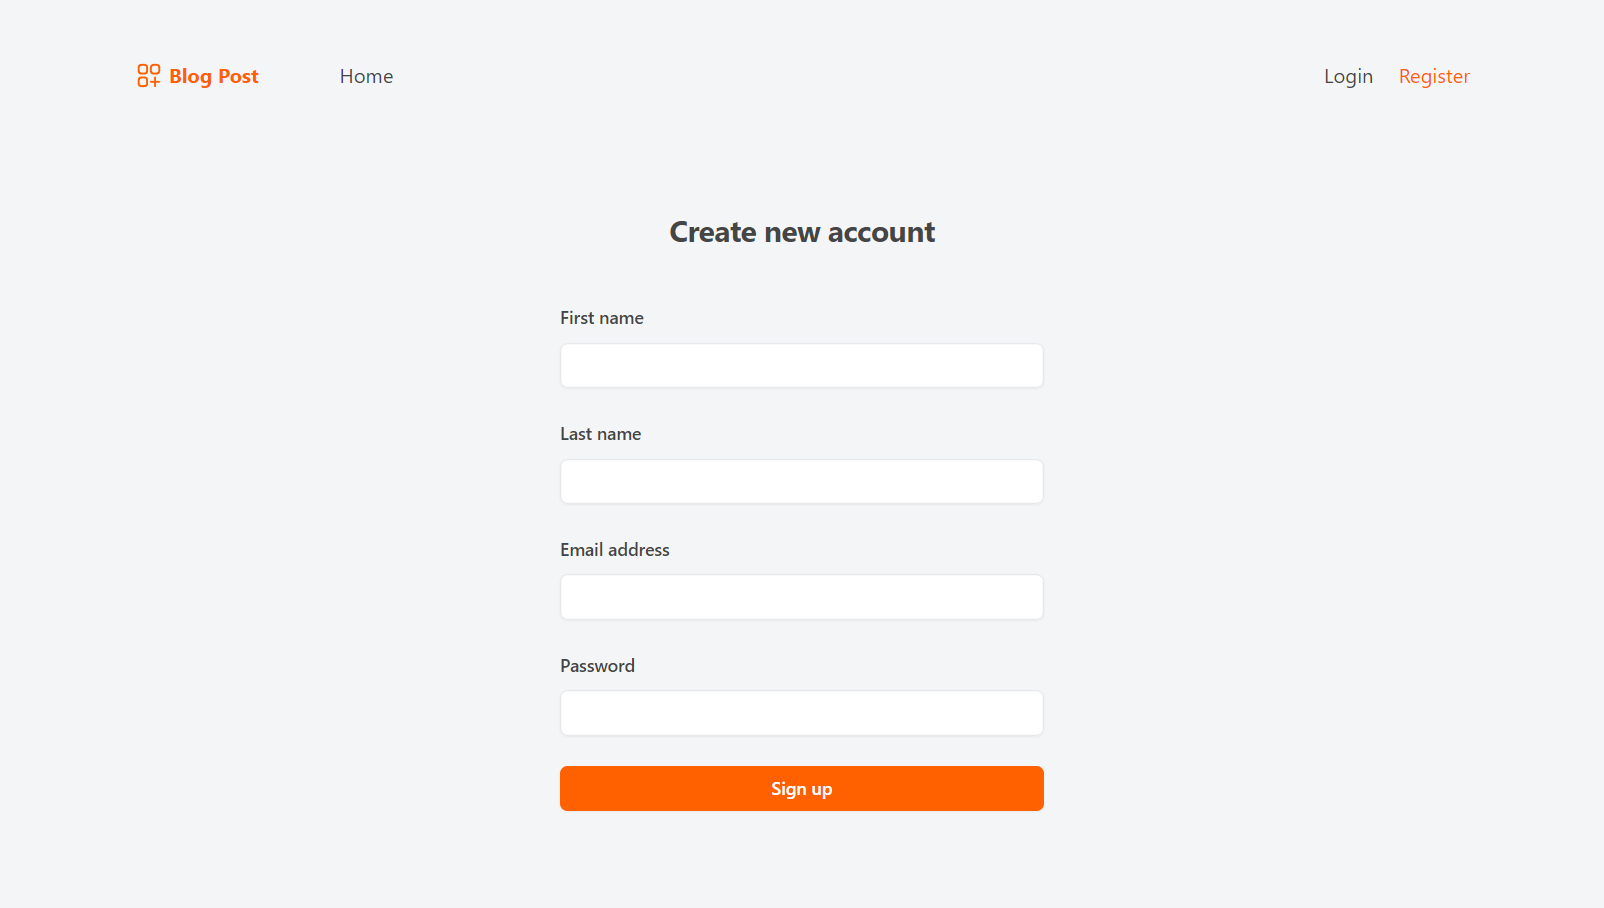 Blog Post Home Login Register
Create new account
First name
Last name
Email address
Password
Sign up